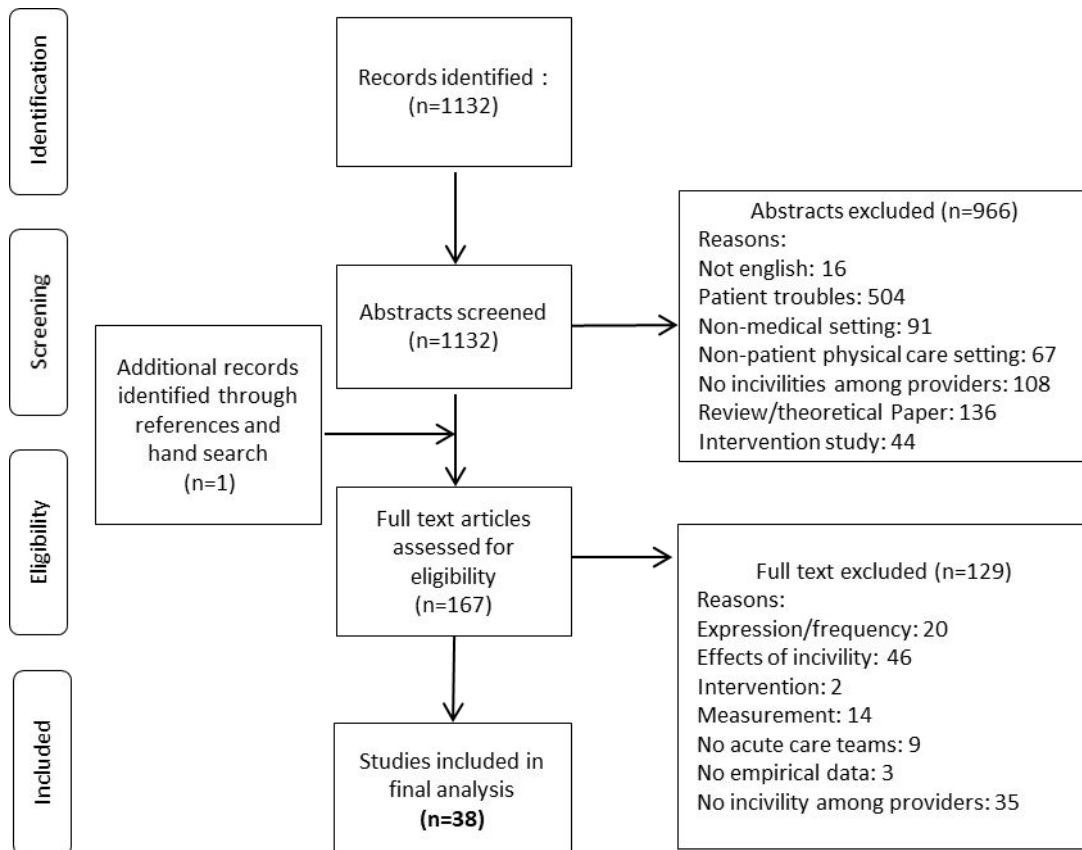 Identification
Records identified :
(n=1132)
Screening
Abstracts screened
(n=1132)
Abstracts excluded (n=966)
Reasons:
Not english: 16
Patient troubles: 504
Non-medical setting: 91
Non-patient physical care setting: 67
No incivilities among providers: 108
Review/theoretical Paper: 136
Intervention study: 44
Additional records
identified through
references and
hand search
(n=1)
Eligibility
Full text articles
assessed for
eligibility
(n=167)
Full text excluded (n=129)
Reasons:
Expression/frequency: 20
Effects of incivility: 46
Intervention: 2
Measurement: 14
No acute care teams: 9
No empirical data: 3
No incivility among providers: 35
Included
Studies included in
final analysis
(n=38)